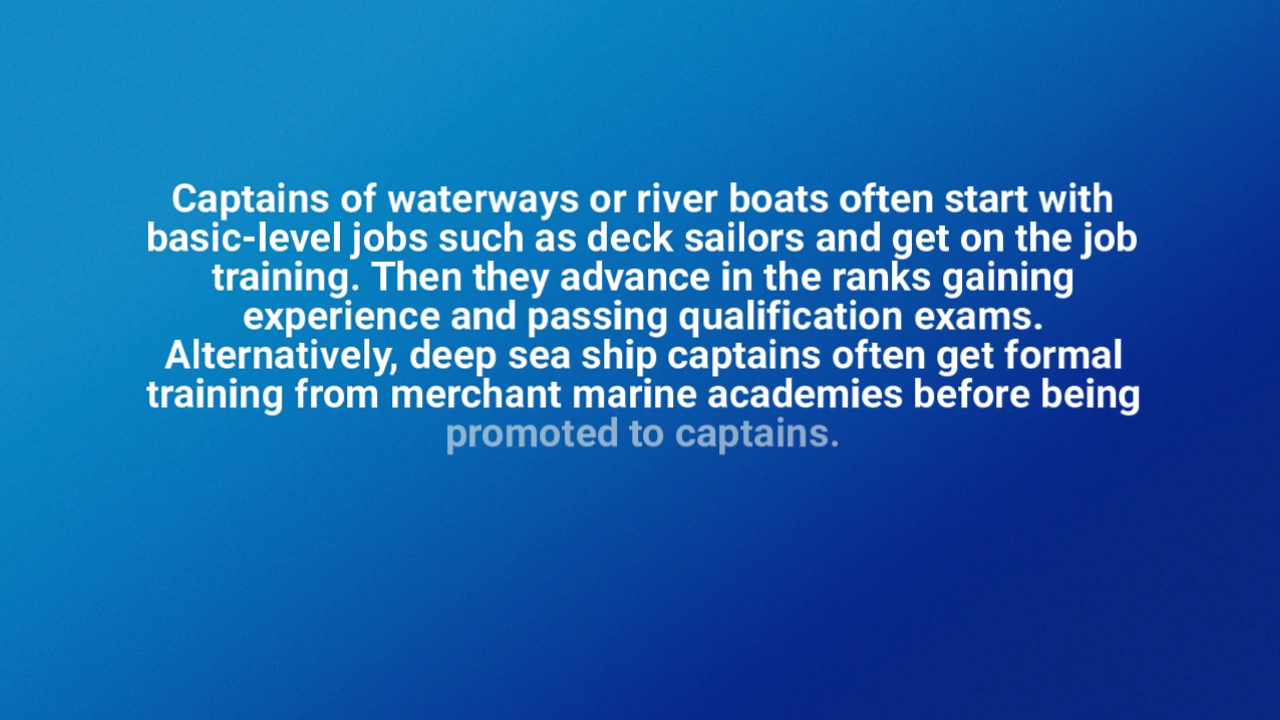 Captains of waterways or river boats often start with
basic-level jobs such as deck sailors and get on the job
training. Then they advance in the ranks gaining
experience and passing qualification exams.
Alternatively, deep sea ship captains often get formal
training from merchant marine academies before being
promoted to captains.